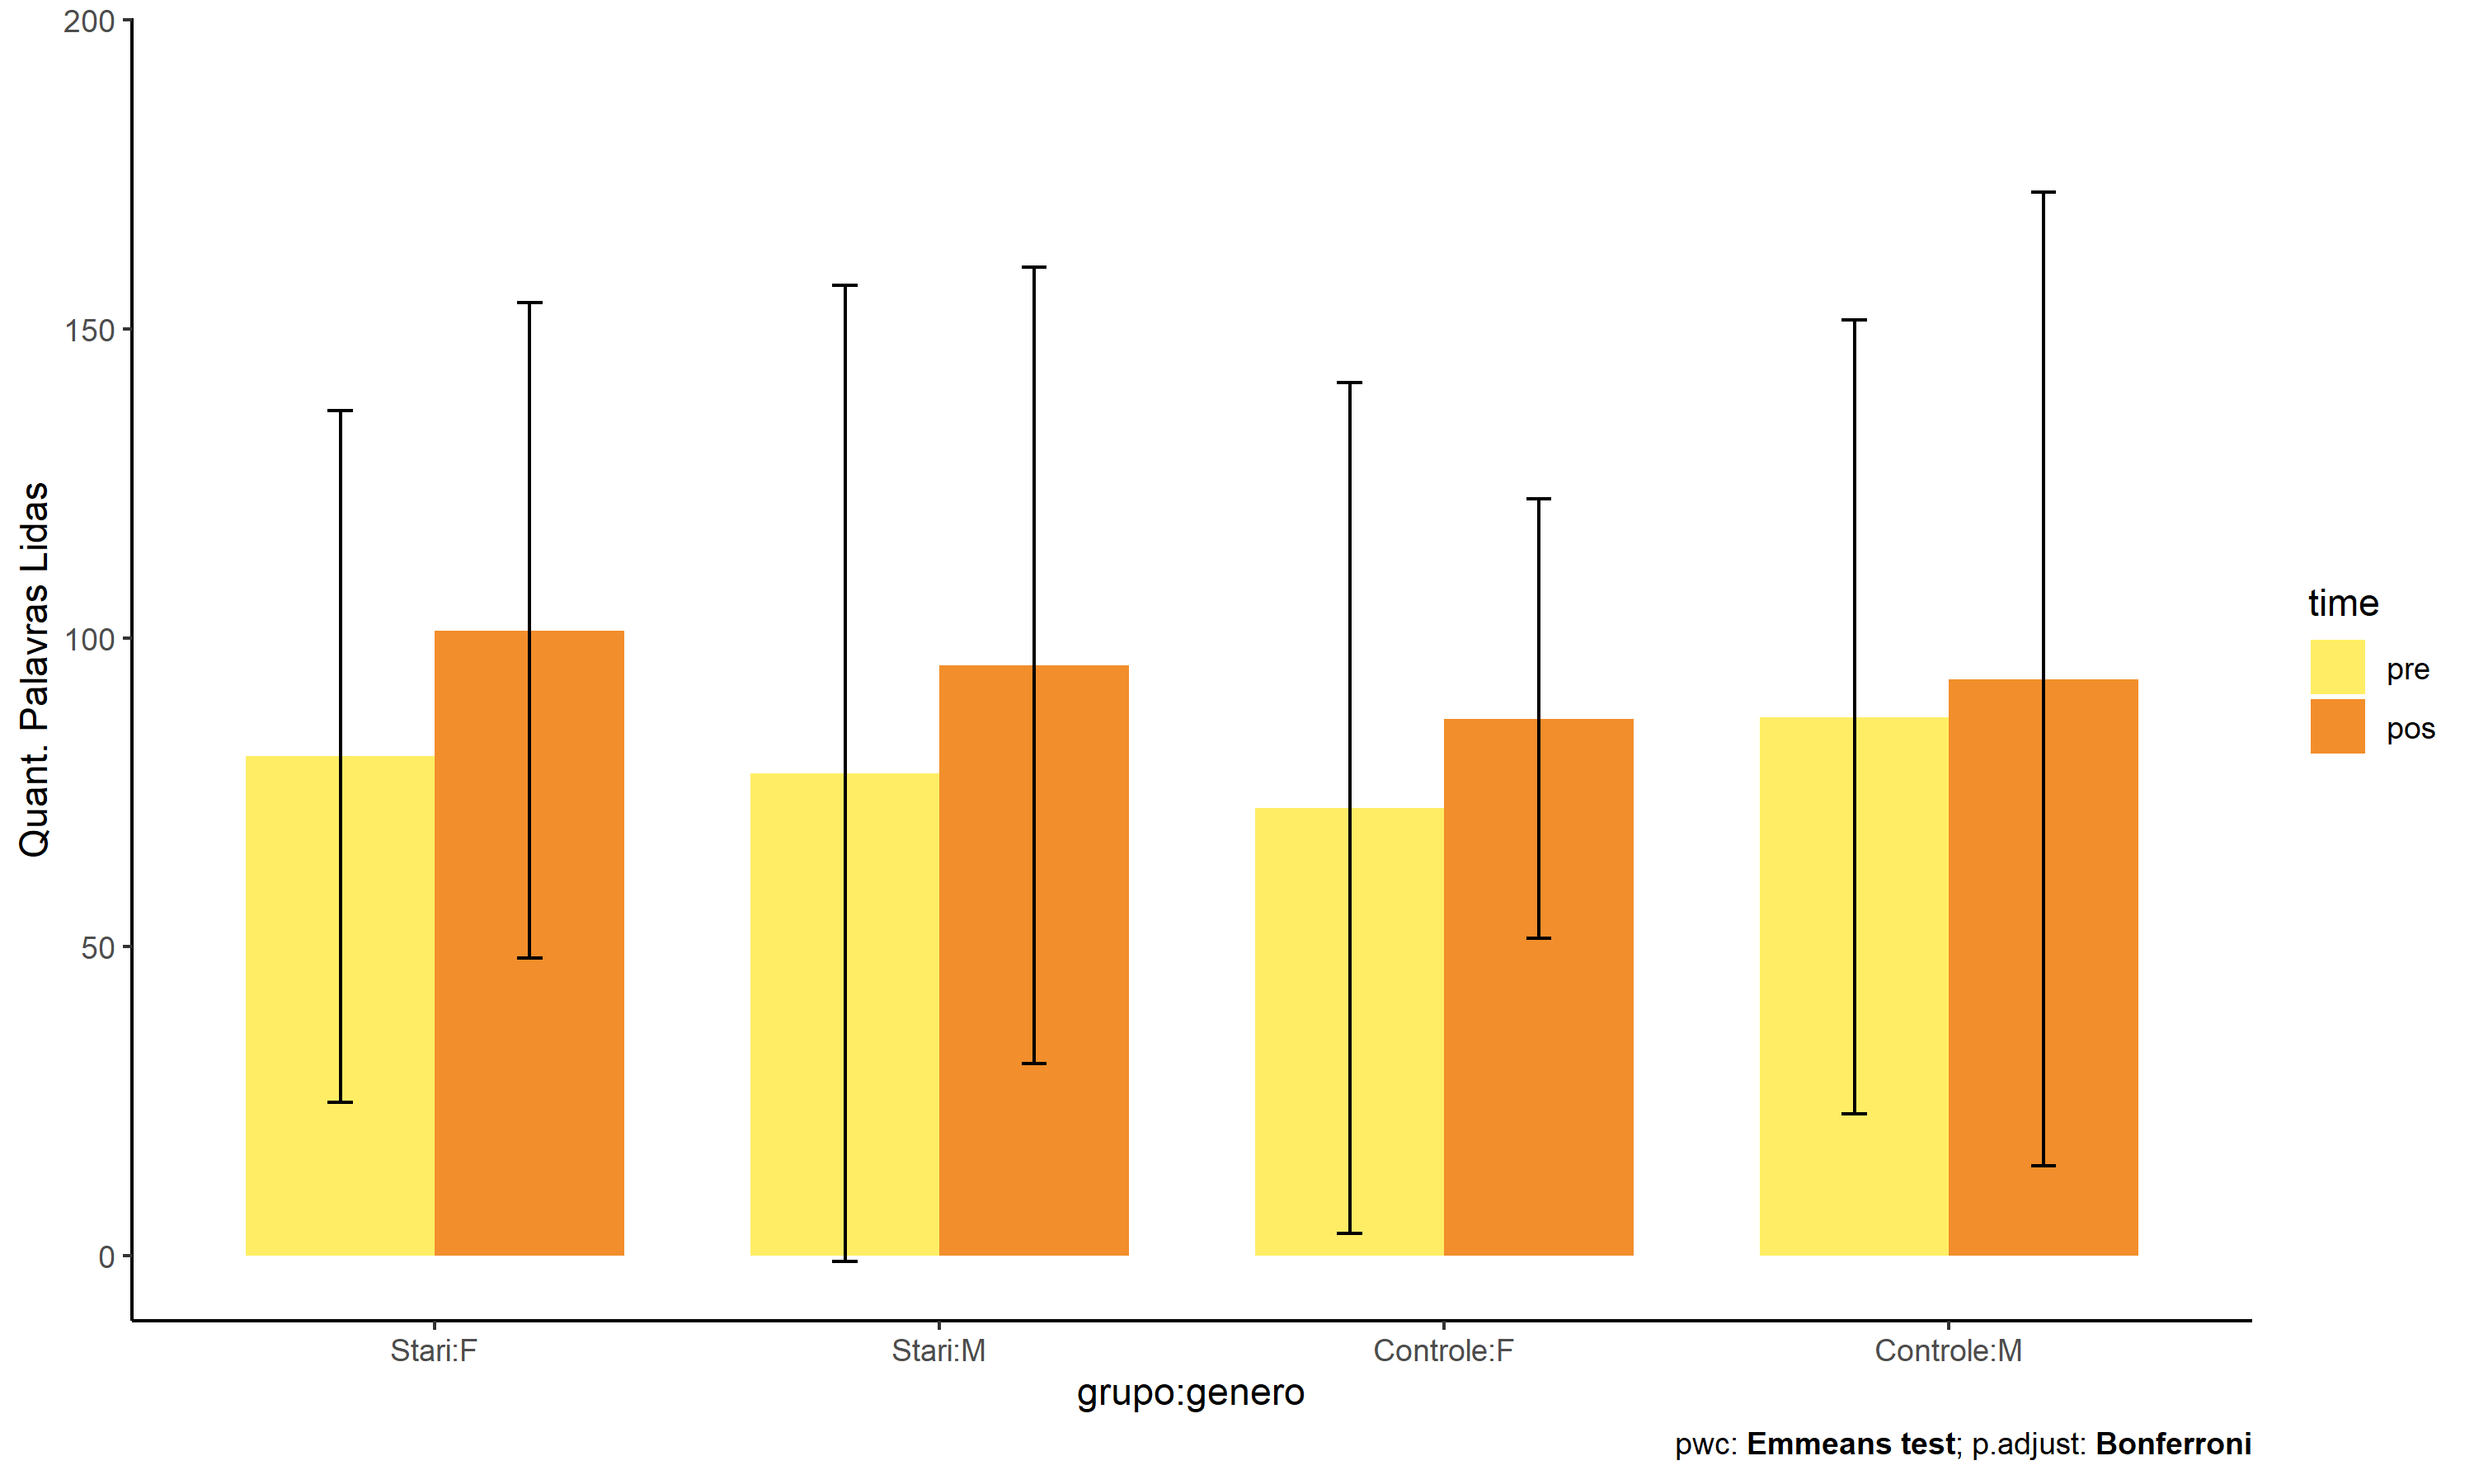 200
150
100
50
0
Quant. Palavras Lidas
Stari:F
Stari:M
Controle:F
Controle:M
grupo:genero
time
pre
pos
pwc: Emmeans test; p.adjust: Bonferroni